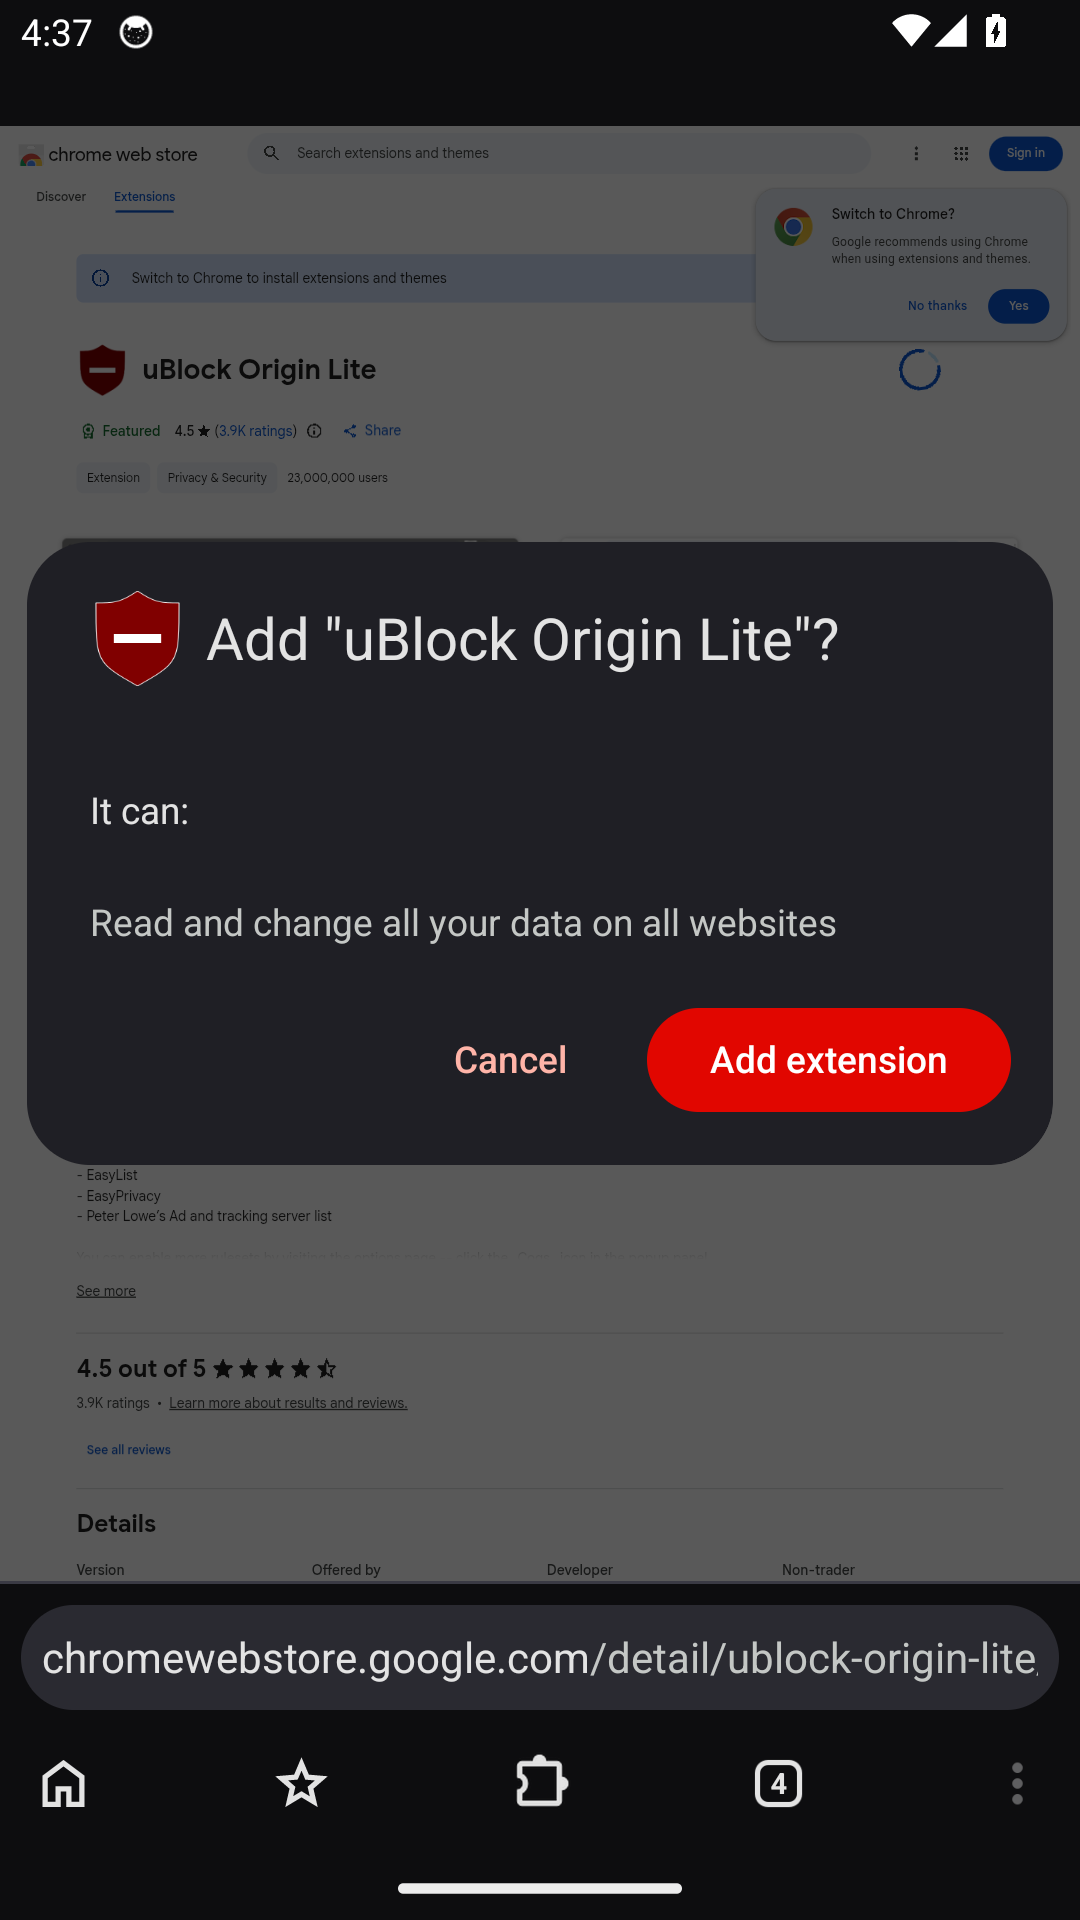 4:37
chrome web store
Search extensions and themes
Sign in
Discover
Extensions
Switch to Chrome?
Google recommends using Chrome
when using extensions and themes.
No thanks
Yes
Switch to Chrome to install extensions and themes
uBlock Origin Lite
Featured
4.5 ★ (3.9K ratings)
Share
Extension
Privacy & Security
23,000,000 users
Add "uBlock Origin Lite"?
It can:
Read and change all your data on all websites
Cancel
Add extension
- EasyList
- EasyPrivacy
- Peter Lowe's Ad and tracking server list
See more
4.5 out of 5
3.9K ratings • Learn more about results and reviews.
See all reviews
Details
Version
Offered by
Developer
Non-trader
chromewebstore.google.com/detail/ublock-origin-lite
4